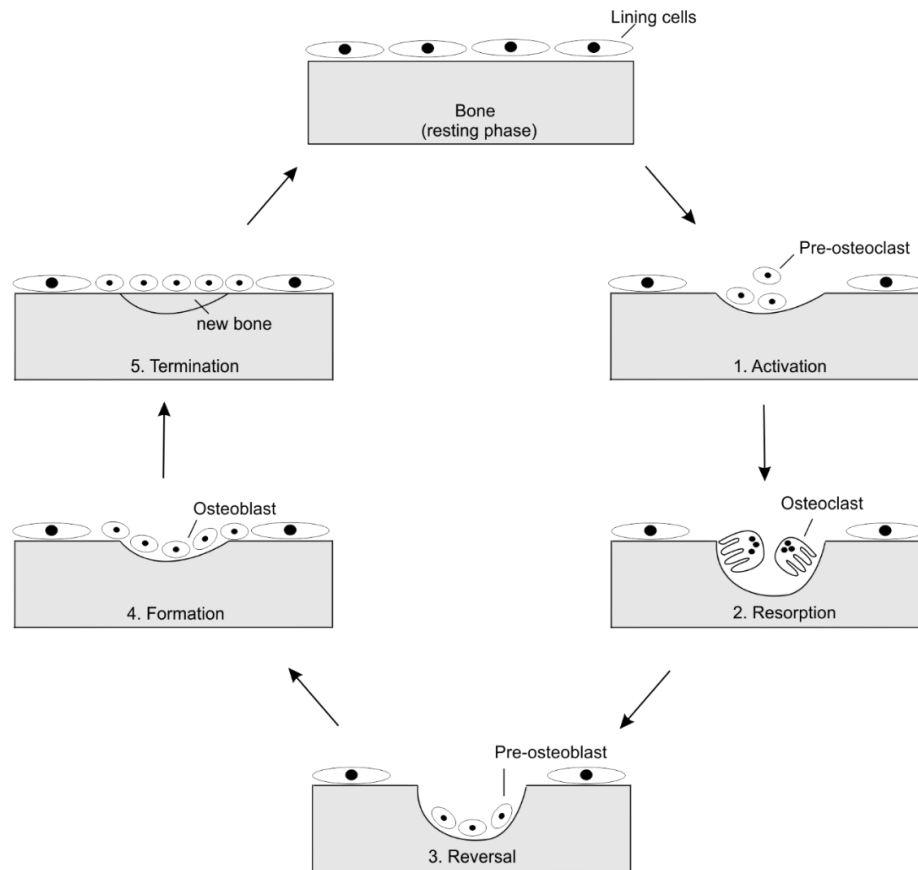 Lining cells
Bone
(resting phase)
Pre-osteoclast
1. Activation
Osteoclast
2. Resorption
Pre-osteoblast
3. Reversal
Osteoblast
4. Formation
new bone
5. Termination